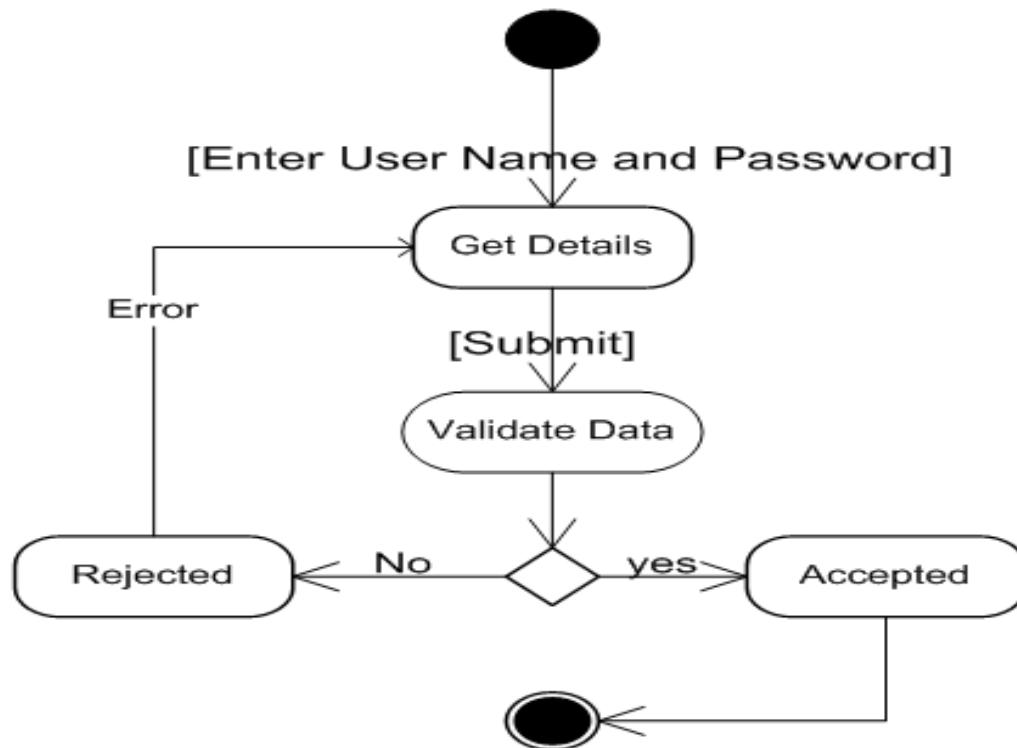 [Enter User Name and Password]
Get Details
Error
[Submit]
Validate Data
Rejected
No
yes
Accepted